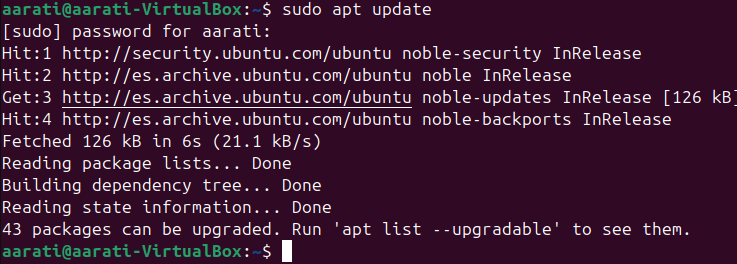 aarati@aarati-VirtualBox:~$ sudo apt update
[sudo] password for aarati:
Hit:1 http://security.ubuntu.com/ubuntu noble-security InRelease
Hit:2 http://es.archive.ubuntu.com/ubuntu noble InRelease
Get:3 http://es.archive.ubuntu.com/ubuntu noble-updates InRelease [126 kB]
Hit:4 http://es.archive.ubuntu.com/ubuntu noble-backports InRelease
Fetched 126 kB in 6s (21.1 kB/s)
Reading package lists... Done
Building dependency tree... Done
Reading state information... Done
43 packages can be upgraded. Run 'apt list --upgradable' to see them.
aarati@aarati-VirtualBox:~$